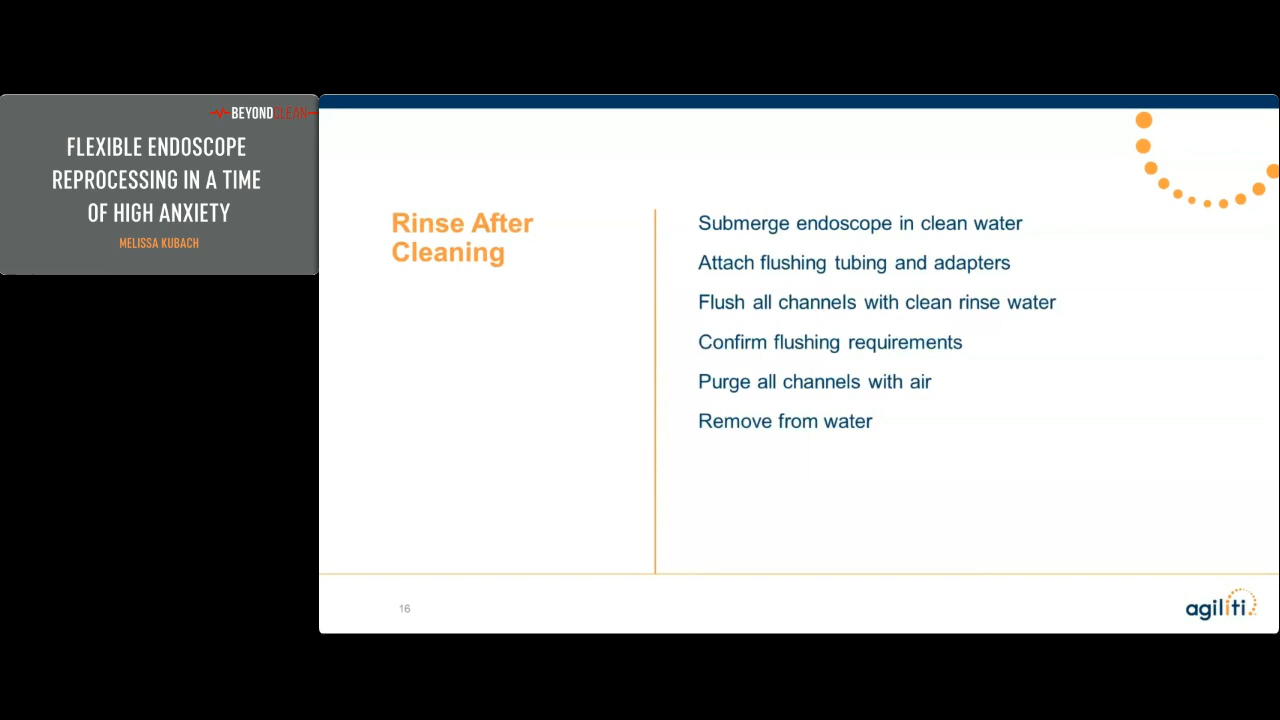 BEYONDCLEAN
FLEXIBLE ENDOSCOPE
REPROCESSING IN A TIME
OF HIGH ANXIETY
MELISSA KUBACH
Rinse After
Cleaning
Submerge endoscope in clean water
Attach flushing tubing and adapters
Flush all channels with clean rinse water
Confirm flushing requirements
Purge all channels with air
Remove from water
16
agiliti